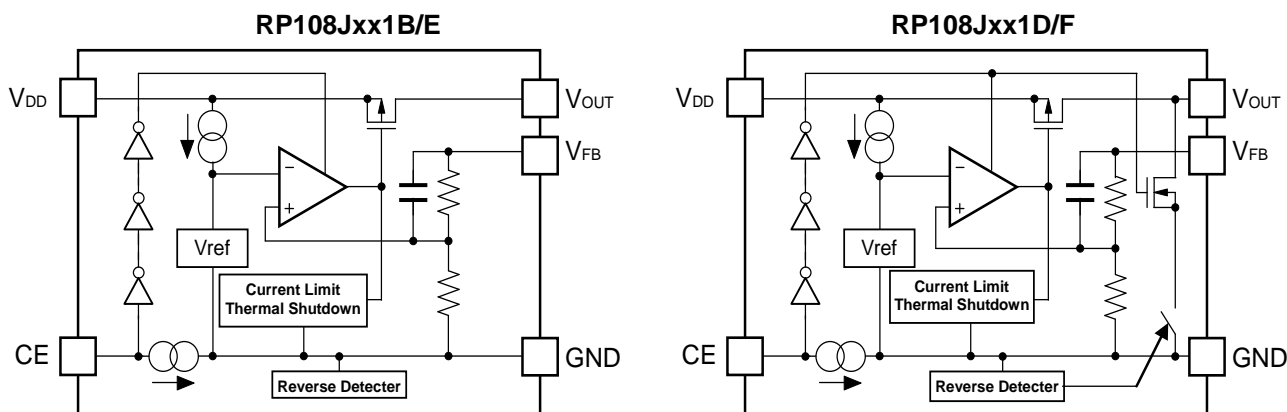 RP108Jxx1B/E
VDD
VOUT
VFB
−
+
Vref
Current Limit
Thermal Shutdown
CE
GND
Reverse Detecter
RP108Jxx1D/F
VDD
VOUT
VFB
−
+
Vref
Current Limit
Thermal Shutdown
CE
GND
Reverse Detecter